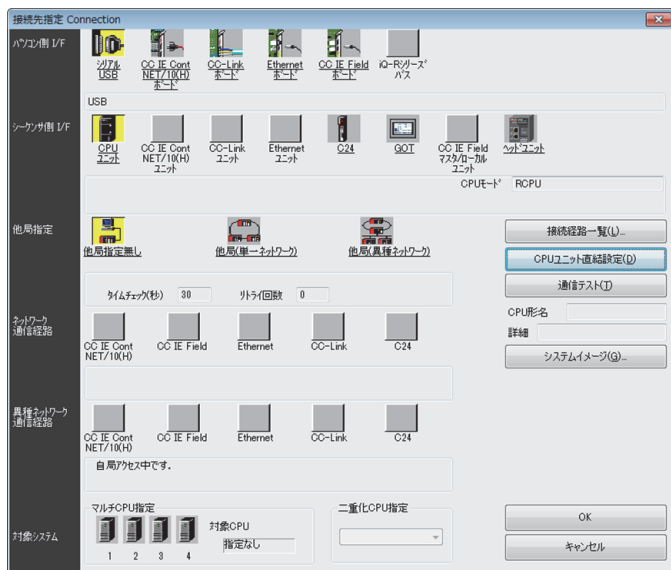 接続先指定 Connection
パソコン側 I/F
シリアル
USB
CC IE Cont
NET/10(H)
ボード
CC-Link
ボード
Ethernet
ボード
CC IE Field
ボード
iQ-Rシリーズ
バス
USB
シーケンサ側 I/F
CPU
ユニット
CC IE Cont
NET/10(H)
ユニット
CC-Link
ユニット
Ethernet
ユニット
C24
GOT
CC IE Field
マスタ/ローカル
ユニット
ヘッドユニット
CPUモード RCPU
他局指定
他局指定無し
他局(単一ネットワーク)
他局(異種ネットワーク)
タイムチェック(秒) 30 リトライ回数 0
接続経路一覧(L)...
CPUユニット直結設定(D)
通信テスト(T)
CPU形名
詳細
システムイメージ(G)...
ネットワーク
通信経路
CC IE Cont
NET/10(H)
CC IE Field
Ethernet
CC-Link
C24
異種ネットワーク
通信経路
CC IE Cont
NET/10(H)
CC IE Field
Ethernet
CC-Link
C24
自局アクセス中です.
対象システム
マルチCPU指定
1 2 3 4
対象CPU
指定なし
二重化CPU指定
OK
キャンセル